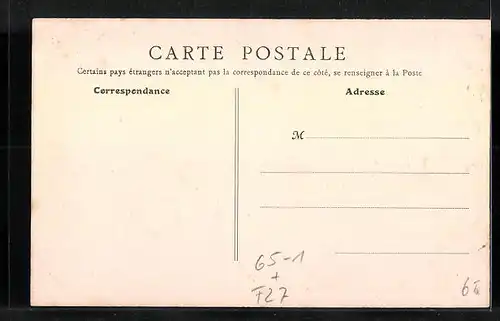 CARTE POSTALE
Certains pays étrangers n'acceptant pas la correspondance de ce côté, se renseigner à la Poste
Correspondance
Adresse
M
65-1
+
F27